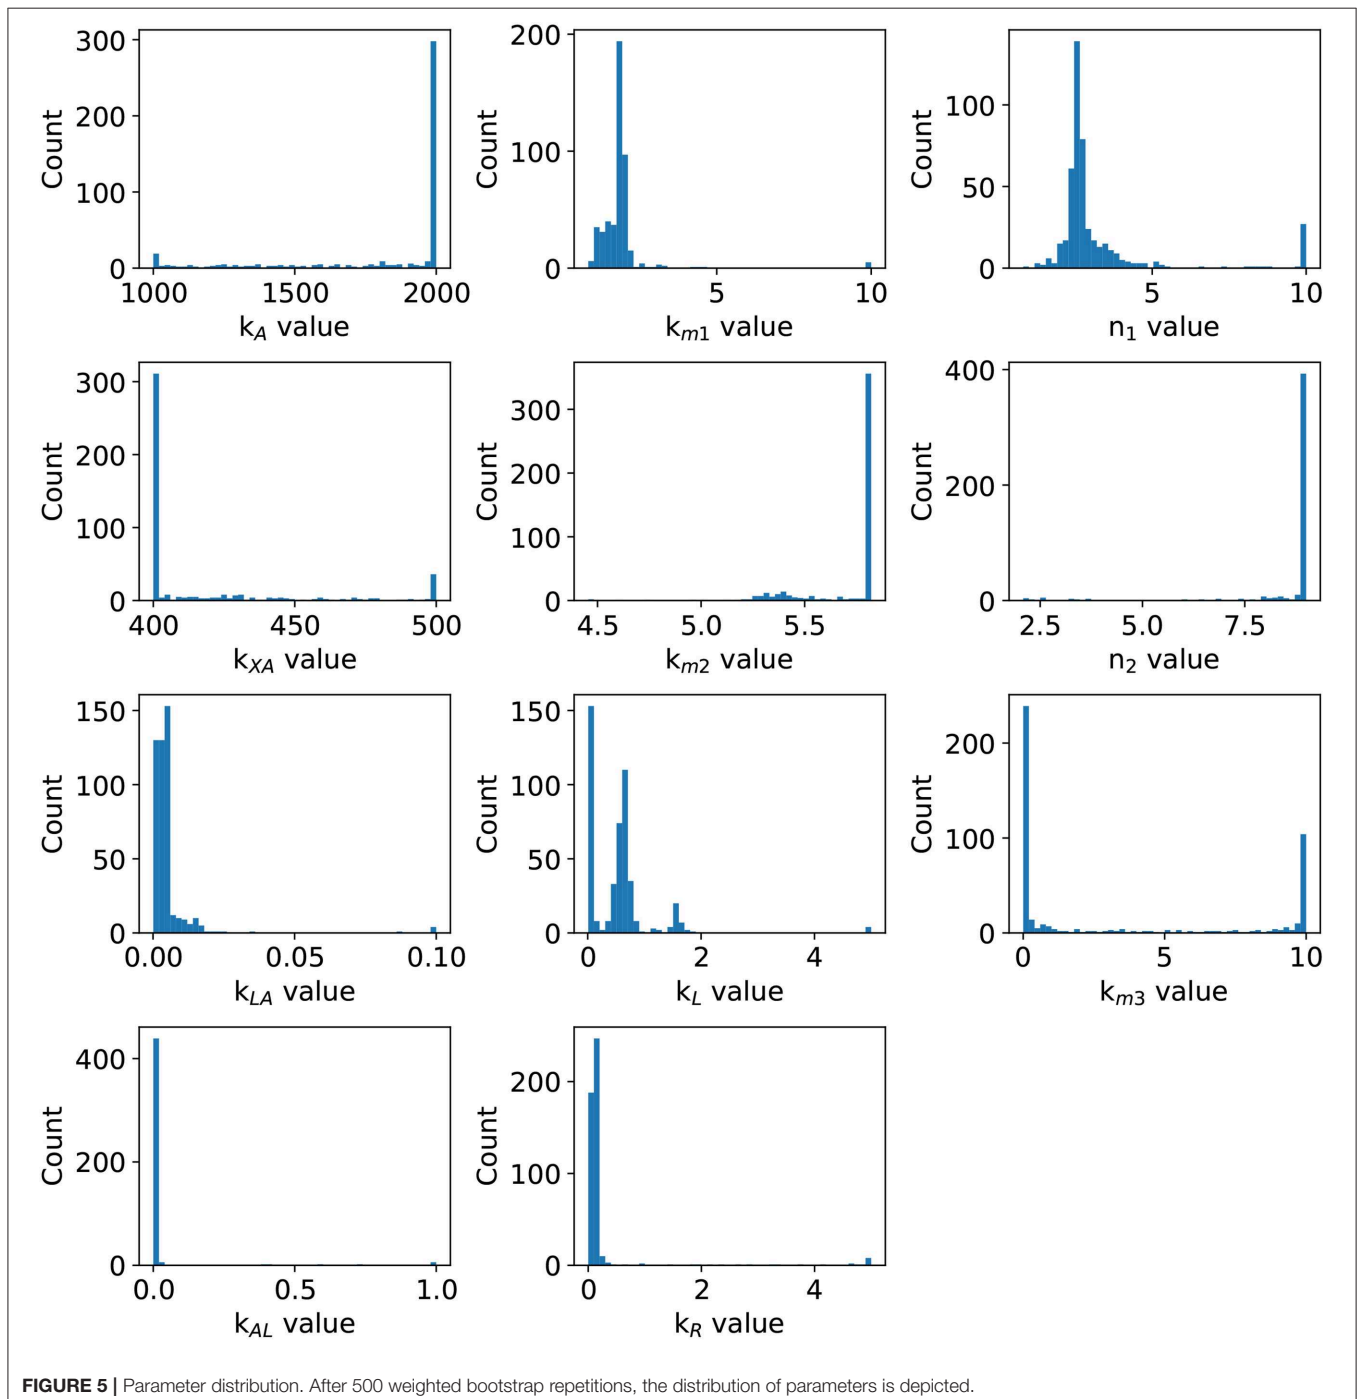 300
200
100
0
Count
1000 1500 2000
k_A value
200
100
0
Count
5 10
k_m1 value
100
50
0
Count
5 10
n_1 value
300
200
100
0
Count
400 450 500
k_XA value
300
200
100
0
Count
4.5 5.0 5.5
k_m2 value
400
200
0
Count
2.5 5.0 7.5
n_2 value
150
100
50
0
Count
0.00 0.05 0.10
k_LA value
150
100
50
0
Count
0 2 4
k_L value
200
100
0
Count
0 5 10
k_m3 value
400
200
0
Count
0.0 0.5 1.0
k_AL value
200
100
0
Count
0 2 4
k_R value
FIGURE 5 | Parameter distribution. After 500 weighted bootstrap repetitions, the distribution of parameters is depicted.